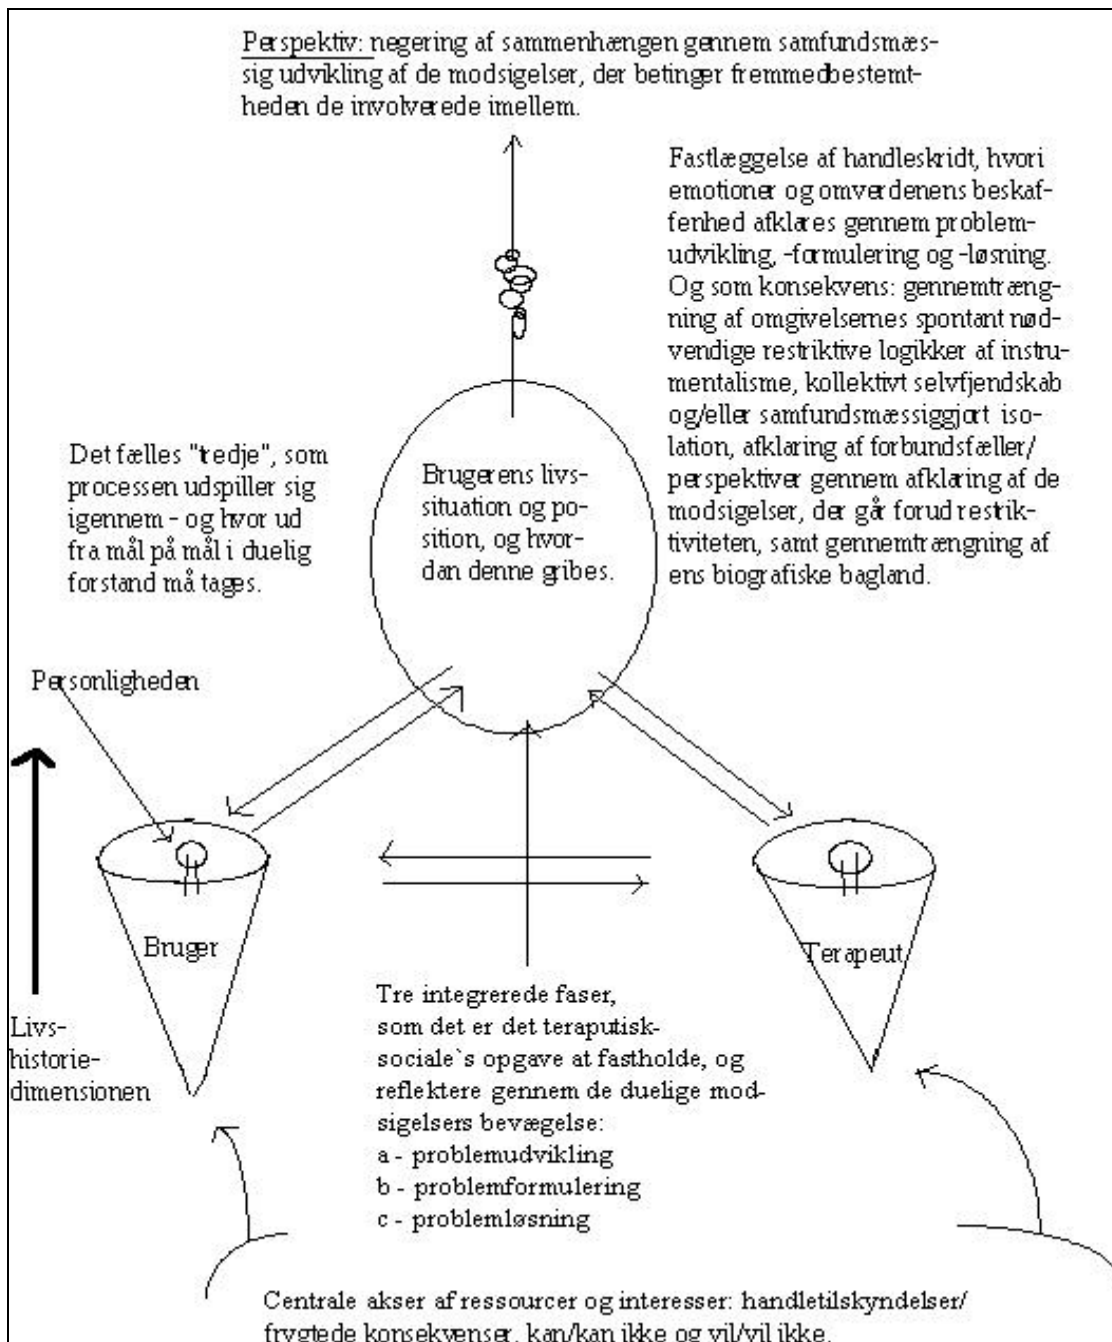 Perspektiv: negering af sammenhængen gennem samfundsmæs-
sig udvikling af de modsigelser, der betinger fremmedbestemt-
heden de involverede imellem.
Fastlæggelse af handleskridt, hvori
emotioner og omverdenens beskaf-
fenhed afklares gennem problem-
udvikling, -formulering og -løsning.
Og som konsekvens: gennemtræng-
ning af omgivelsernes spontant nød-
vendige restriktive logikker af instru-
mentalisme, kollektivt selvfjendskab
og/eller samfundsmæssiggjort iso-
lation, afklaring af forbundsfæller/
perspektiver gennem afklaring af de
modsigelser, der går forud restrik-
tiviteten, samt gennemtrængning af
ens biografiske bagland.
Det fælles "tredje", som
processen udspiller sig
igennem - og hvor ud
fra mål på mål i duelig
forstand må tages.
Brugerens livs-
situation og po-
sition, og hvor-
dan denne gribes.
Personligheden
Bruger
Terapeut
Livs-
historie-
dimensionen
Tre integrerede faser,
som det er det teraputisk-
sociale`s opgave at fastholde, og
reflektere gennem de duelige mod-
sigelsers bevægelse:
a - problemudvikling
b - problemformulering
c - problemløsning
Centrale akser af ressourcer og interesser: handletilskyndelser/
frygtede konsekvenser, kan/kan ikke og vil/vil ikke.